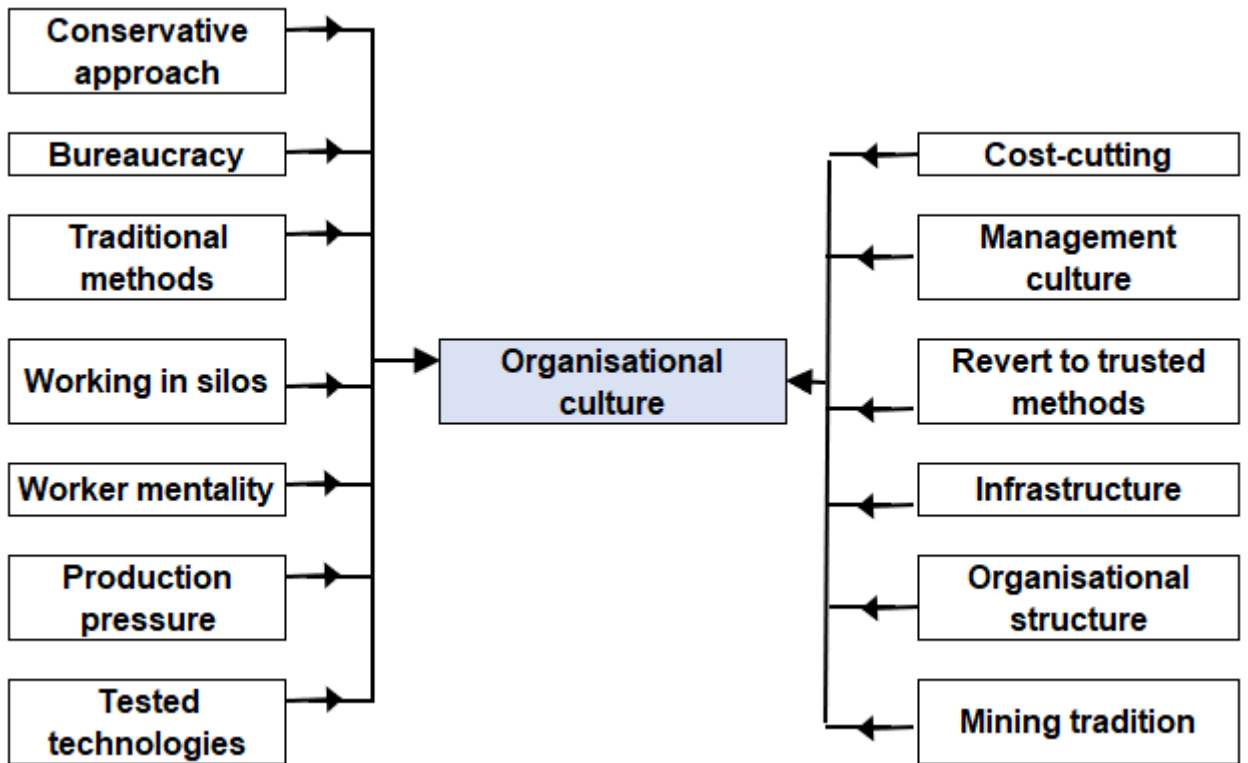 Conservative
approach
Bureaucracy
Traditional
methods
Working in silos
Worker mentality
Production
pressure
Tested
technologies
Organisational
culture
Cost-cutting
Management
culture
Revert to trusted
methods
Infrastructure
Organisational
structure
Mining tradition